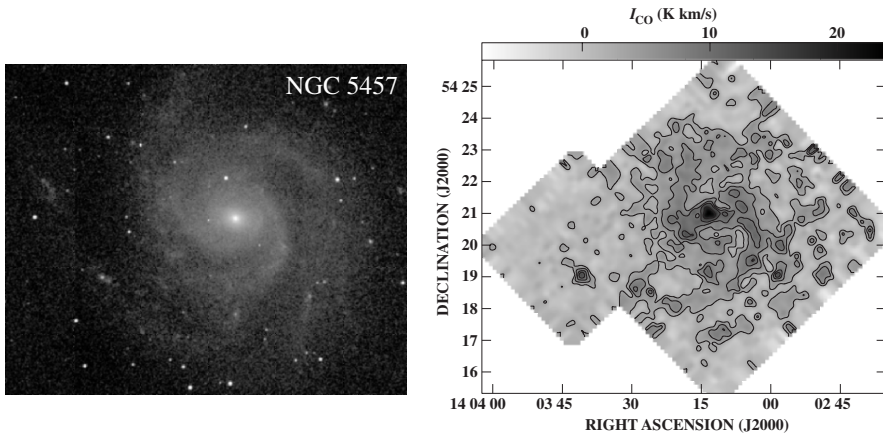 NGC 5457
I_CO (K km/s)
0 10 20
DECLINATION (J2000)
54 25
24
23
22
21
20
19
18
17
16
14 04 00 03 45 30 15 00 02 45
RIGHT ASCENSION (J2000)